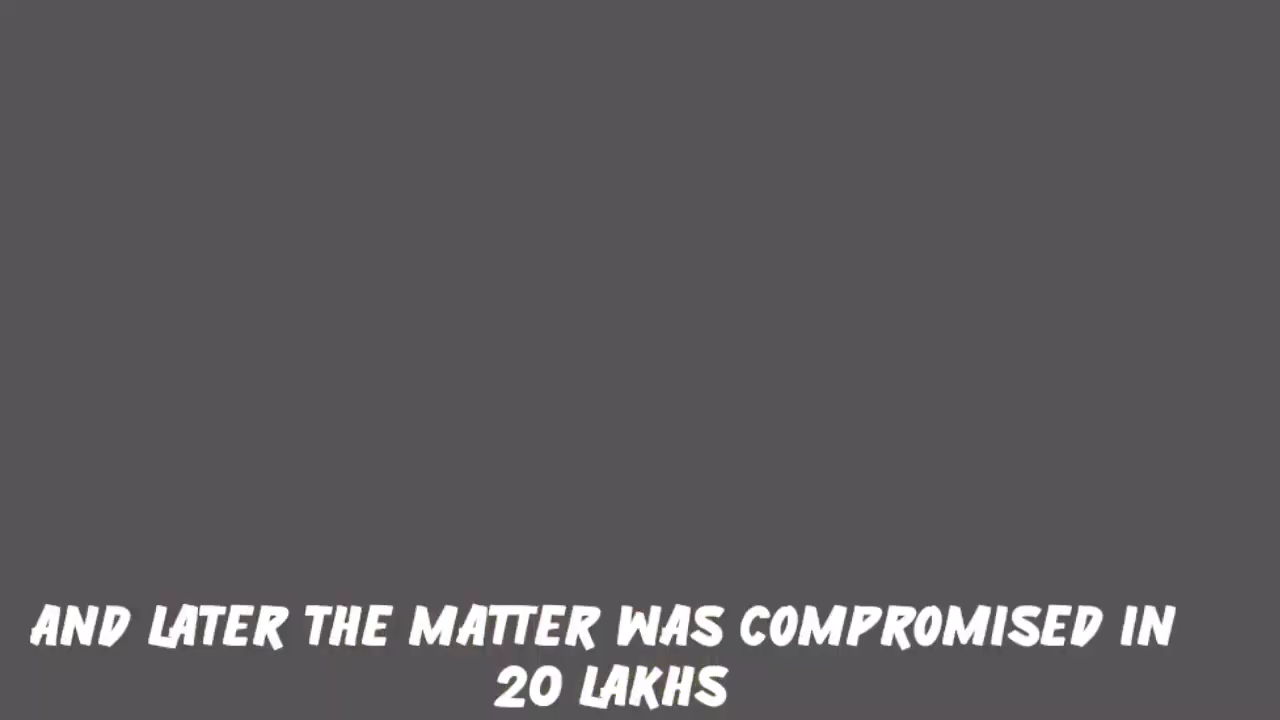 AND LATER THE MATTER WAS COMPROMISED IN
20 LAKHS